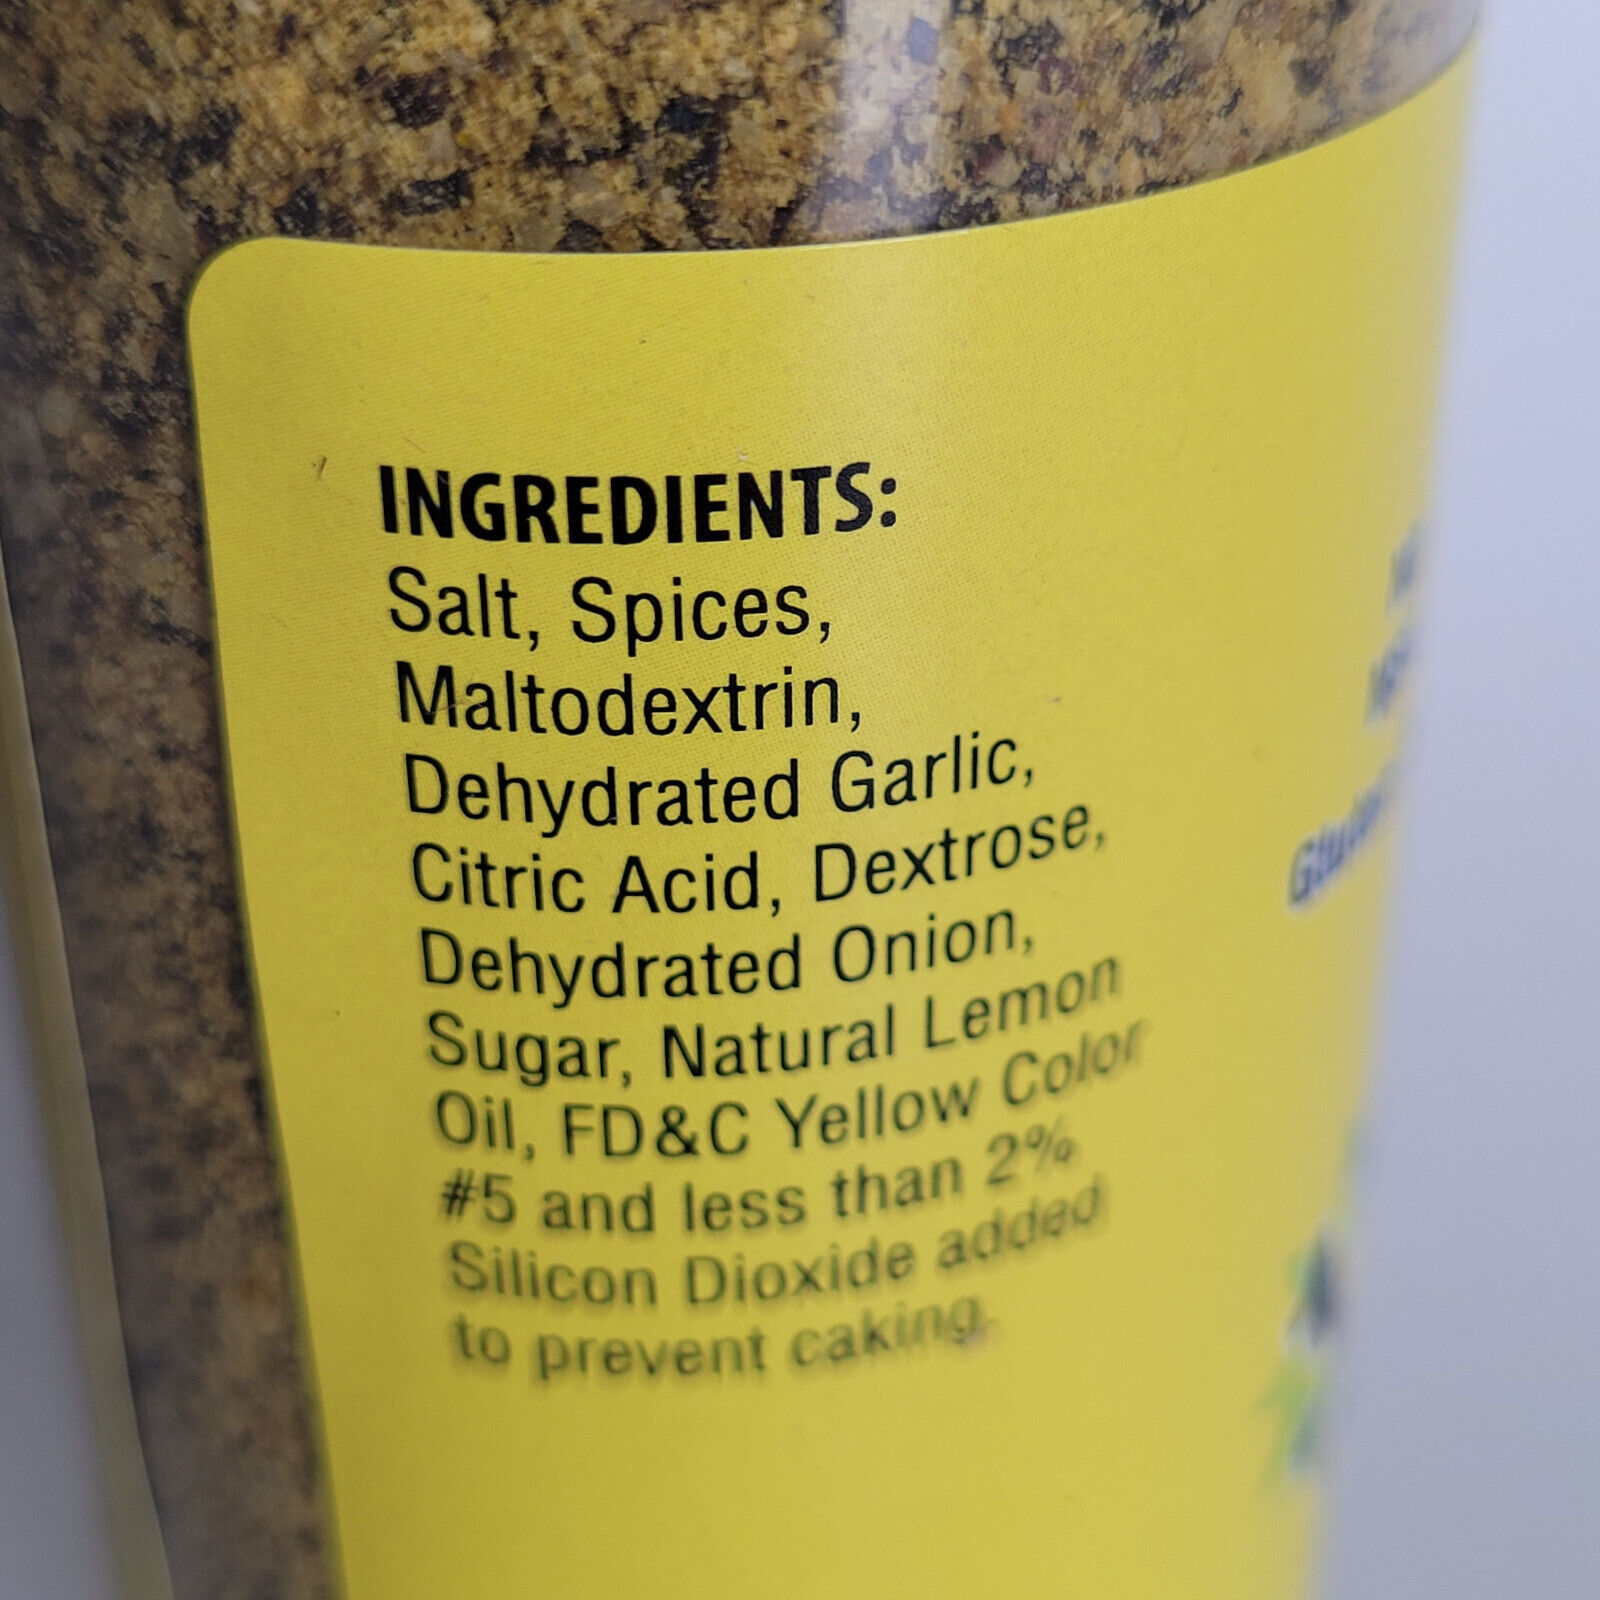 INGREDIENTS:
Salt, Spices,
Maltodextrin,
Dehydrated Garlic,
Citric Acid, Dextrose,
Dehydrated Onion,
Sugar, Natural Lemon
Oil, FD&C Yellow Color
#5 and less than 2%
Silicon Dioxide added
to prevent caking.